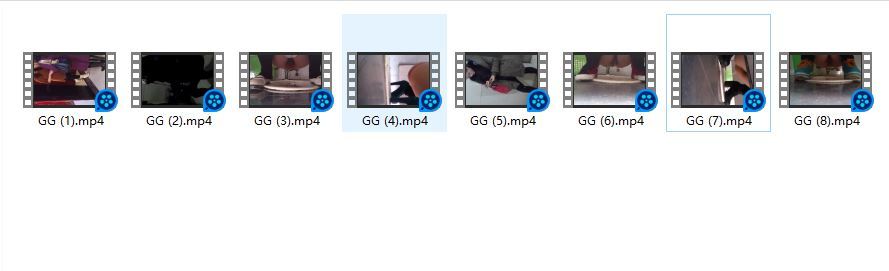 GG (1).mp4
GG (2).mp4
GG (3).mp4
GG (4).mp4
GG (5).mp4
GG (6).mp4
GG (7).mp4
GG (8).mp4